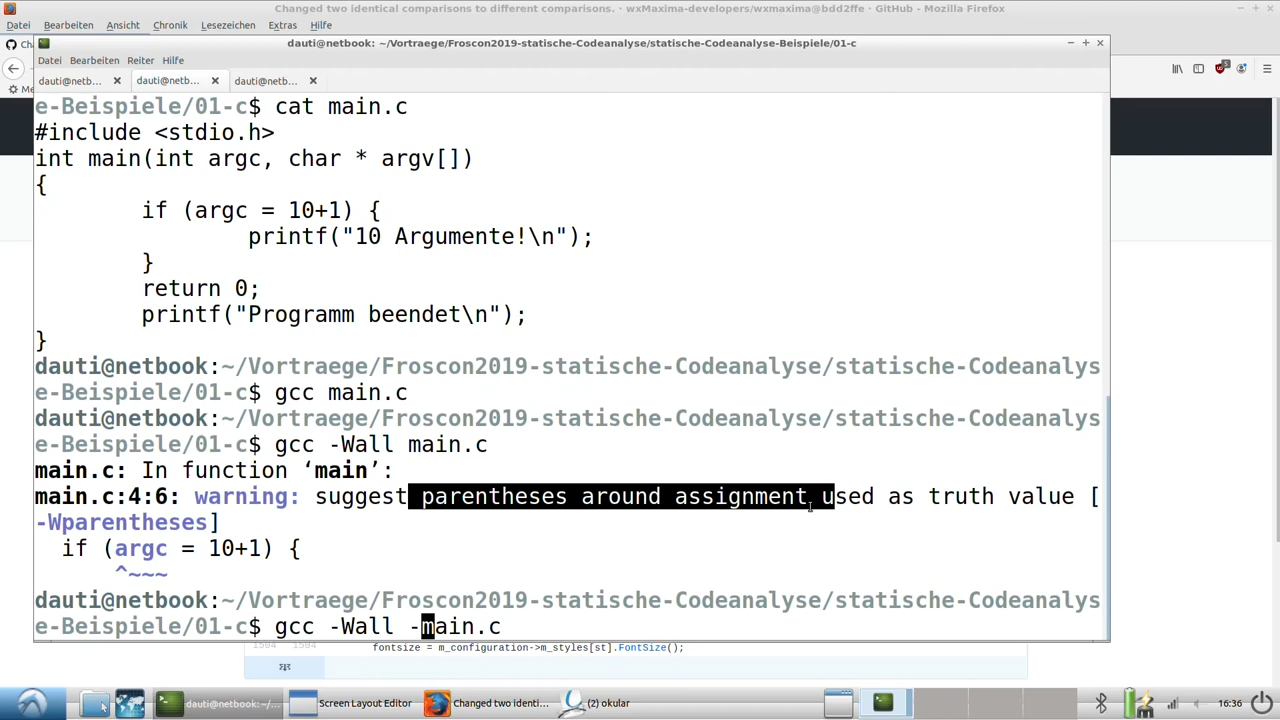 Changed two identical comparisons to different comparisons. · wxMaxima-developers/wxmaxima@bdd2ffe - GitHub - Mozilla Firefox
Datei Bearbeiten Ansicht Chronik Lesezeichen Extras Hilfe
dauti@netbook: ~/Vortraege/Froscon2019-statische-Codeanalyse/statische-Codeanalyse-Beispiele/01-c
Datei Bearbeiten Reiter Hilfe
dauti@netb... dauti@netb... dauti@netb...
e-Beispiele/01-c$ cat main.c
#include <stdio.h>
int main(int argc, char * argv[])
{
if (argc = 10+1) {
printf("10 Argumente!\n");
}
return 0;
printf("Programm beendet\n");
}
dauti@netbook:~/Vortraege/Froscon2019-statische-Codeanalyse/statische-Codeanalys
e-Beispiele/01-c$ gcc main.c
dauti@netbook:~/Vortraege/Froscon2019-statische-Codeanalyse/statische-Codeanalys
e-Beispiele/01-c$ gcc -Wall main.c
main.c: In function ‘main’:
main.c:4:6: warning: suggest parentheses around assignment used as truth value [
-Wparentheses]
if (argc = 10+1) {
^~~~
dauti@netbook:~/Vortraege/Froscon2019-statische-Codeanalyse/statische-Codeanalys
e-Beispiele/01-c$ gcc -Wall -main.c
1504 1504 fontsize = m_configuration->m_styles[st].FontSize();
dauti@netbook: ~/... Screen Layout Editor Changed two identi... (2) okular 16:36